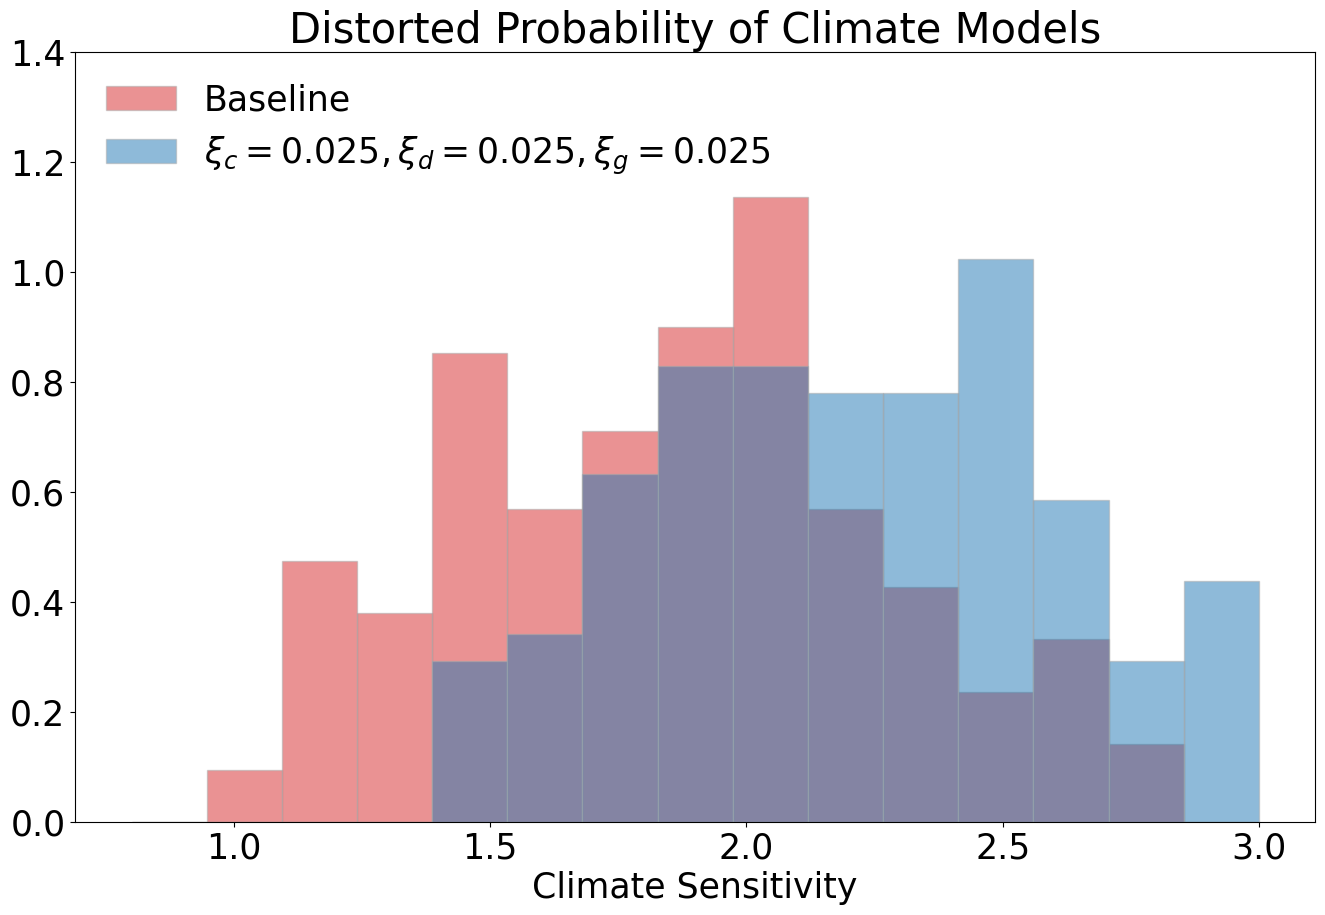 Distorted Probability of Climate Models
1.4
1.2
1.0
0.8
0.6
0.4
0.2
0.0
Baseline
ξc = 0.025, ξd = 0.025, ξg = 0.025
1.0 1.5 2.0 2.5 3.0
Climate Sensitivity